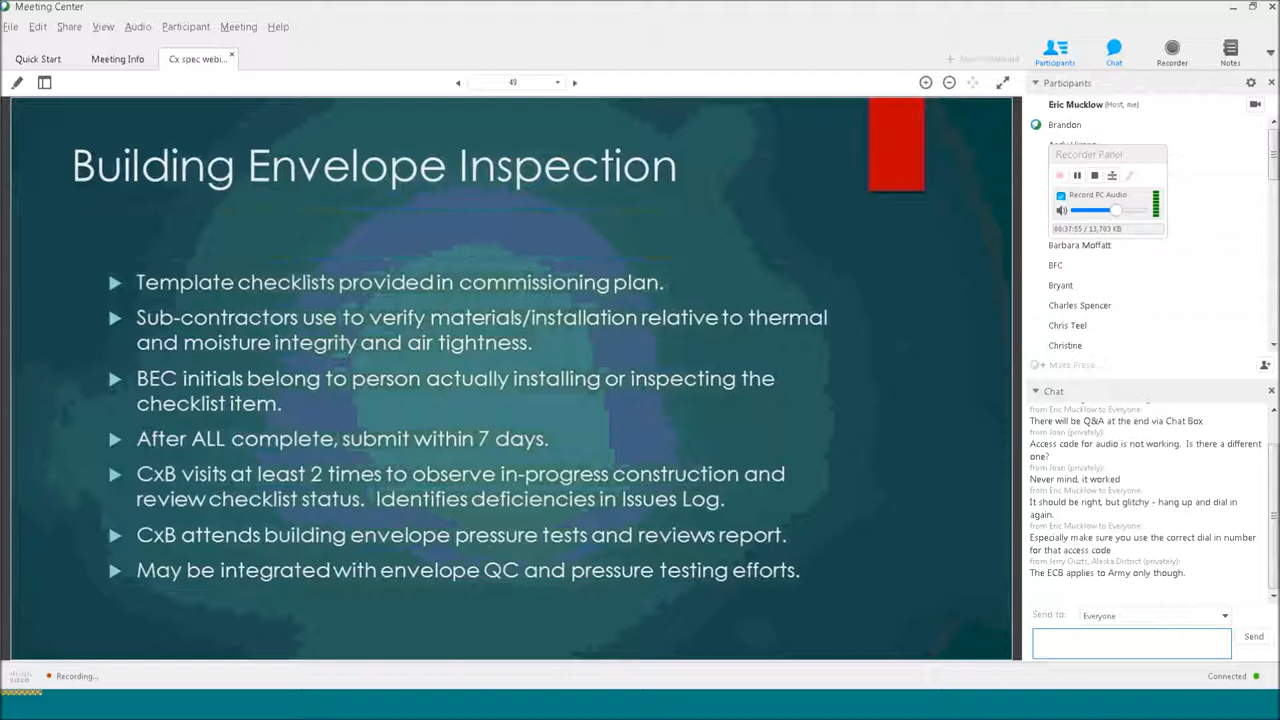 Meeting Center
File Edit Share View Audio Participant Meeting Help
Quick Start Meeting Info Cx spec webi...
Participants Chat Recorder Notes
49
Building Envelope Inspection
Template checklists provided in commissioning plan.
Sub-contractors use to verify materials/installation relative to thermal
and moisture integrity and air tightness.
BEC initials belong to person actually installing or inspecting the
checklist item.
After ALL complete, submit within 7 days.
CxB visits at least 2 times to observe in-progress construction and
review checklist status. Identifies deficiencies in Issues Log.
CxB attends building envelope pressure tests and reviews report.
May be integrated with envelope QC and pressure testing efforts.
Participants
Eric Mucklow (Host, me)
Brandon
Recorder Panel
Record PC Audio
00:37:55 / 13,703 KB
Barbara Moffatt
BFC
Bryant
Charles Spencer
Chris Teel
Christine
Make Prese...
Chat
from Eric Mucklow to Everyone:
There will be Q&A at the end via Chat Box
from Joan (privately):
Access code for audio is not working. Is there a different
one?
from Joan (privately):
Never mind, it worked
from Eric Mucklow to Everyone:
It should be right, but glitchy - hang up and dial in
again.
from Eric Mucklow to Everyone:
Especially make sure you use the correct dial in number
for that access code
from Jerry Ouzts, Alaska District (privately):
The ECB applies to Army only though.
Send to: Everyone
Send
Recording...
Connected